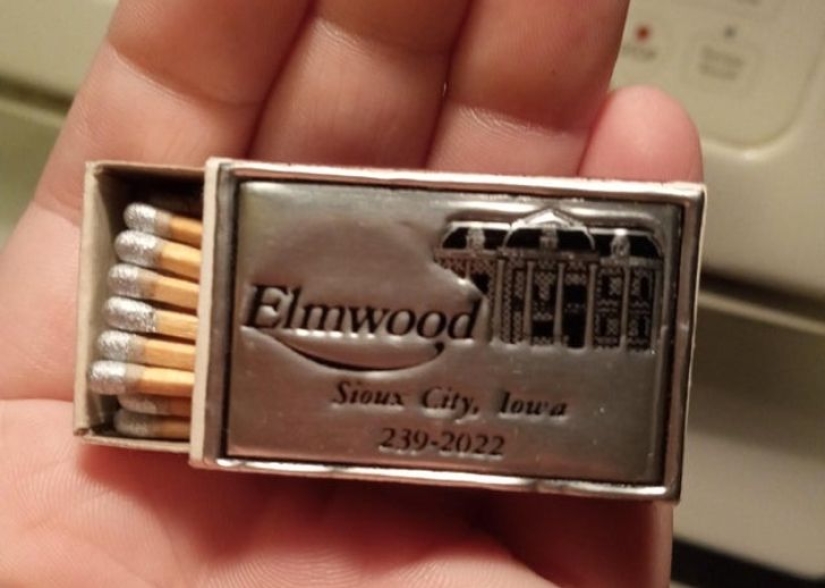 Elmwood
Sioux City, Iowa
239-2022